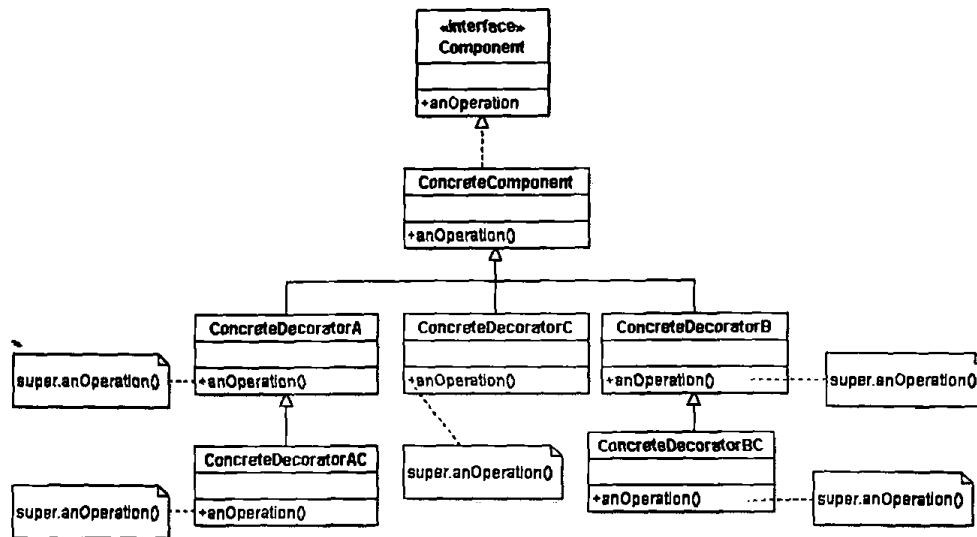 «interface»
Component
+anOperation
ConcreteComponent
+anOperation()
ConcreteDecoratorA
ConcreteDecoratorC
ConcreteDecoratorB
super.anOperation()
+anOperation()
+anOperation()
+anOperation()
super.anOperation()
ConcreteDecoratorAC
super.anOperation()
ConcreteDecoratorBC
super.anOperation()
+anOperation()
+anOperation()
super.anOperation()